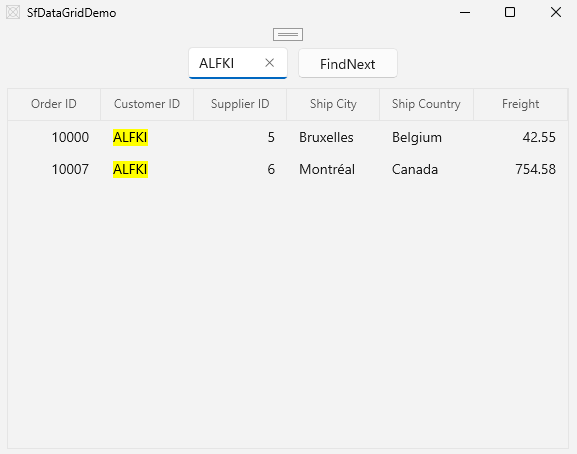 SfDataGridDemo
ALFKI FindNext
Order ID Customer ID Supplier ID Ship City Ship Country Freight
10000 ALFKI 5 Bruxelles Belgium 42.55
10007 ALFKI 6 Montréal Canada 754.58